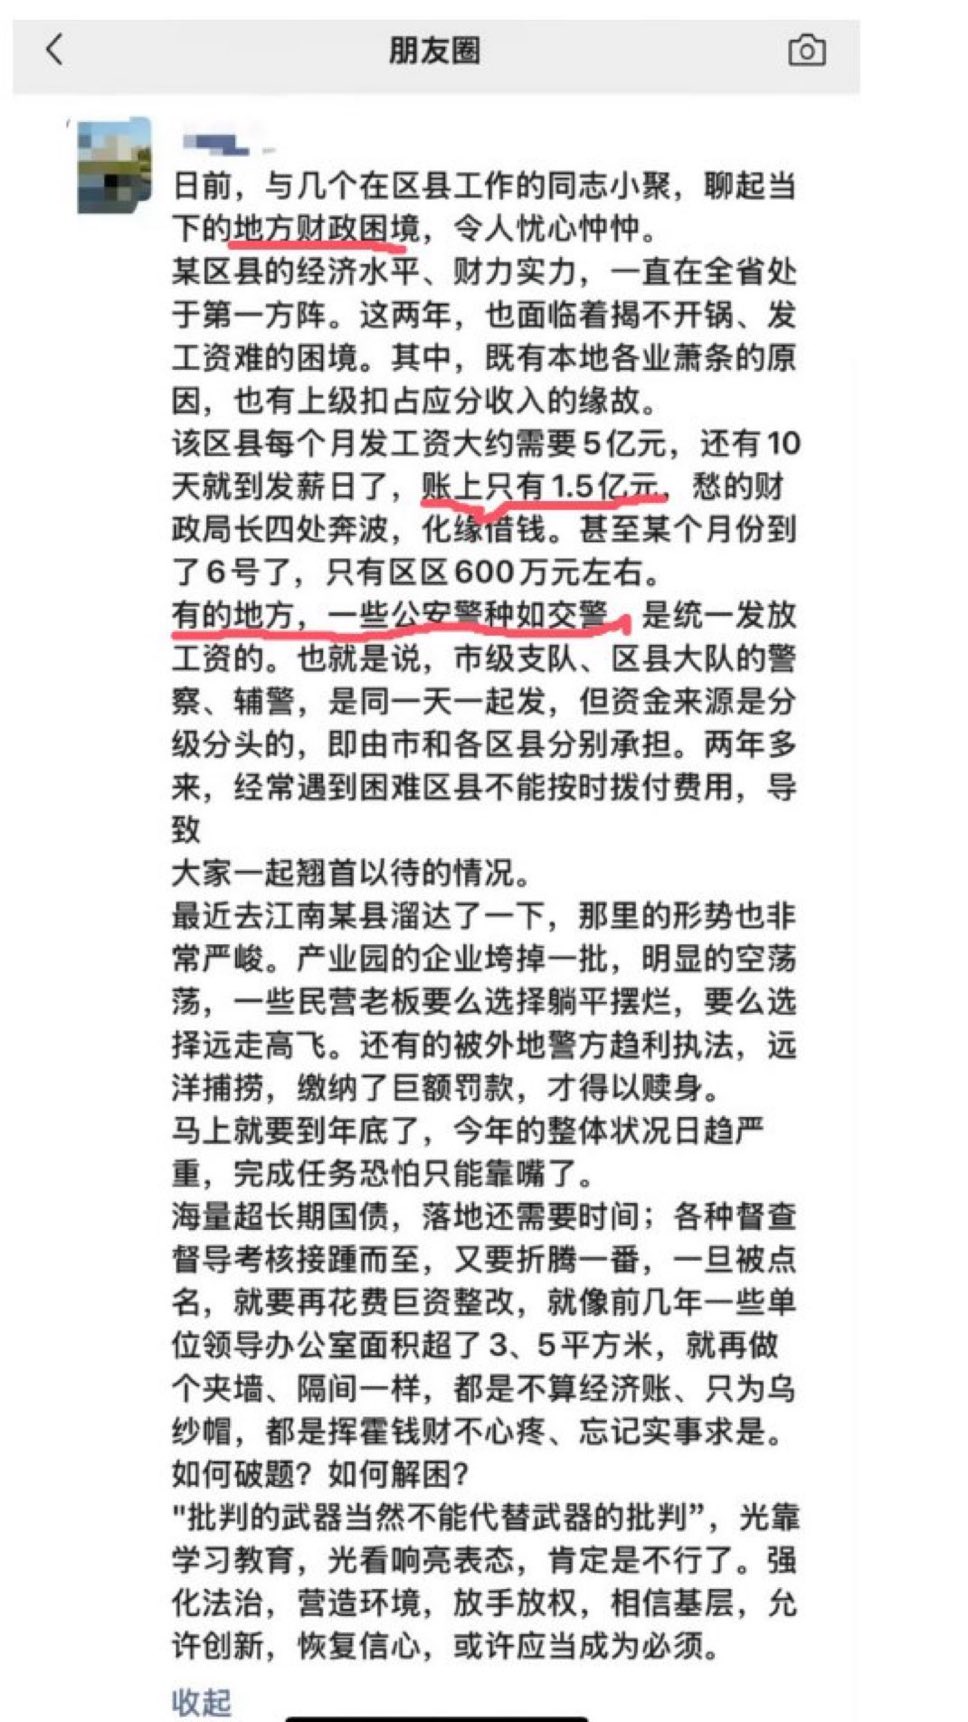 朋友圈
日前，与几个在区县工作的同志小聚，聊起当
下的地方财政困境，令人忧心忡忡。
某区县的经济水平、财力实力，一直在全省处
于第一方阵。这两年，也面临着揭不开锅、发
工资难的困境。其中，既有本地各业萧条的原
因，也有上级扣占应分收入的缘故。
该区县每个月发工资大约需要5亿元，还有10
天就到发薪日了，账上只有1.5亿元，愁的财
政局长四处奔波，化缘借钱。甚至某个月份到
了6号了，只有区区600万元左右。
有的地方，一些公安警种如交警，是统一发放
工资的。也就是说，市级支队、区县大队的警
察、辅警，是同一天一起发，但资金来源是分
级分头的，即由市和各区县分别承担。两年多
来，经常遇到困难区县不能按时拨付费用，导
致
大家一起翘首以待的情况。
最近去江南某县溜达了一下，那里的形势也非
常严峻。产业园的企业垮掉一批，明显的空荡
荡，一些民营老板要么选择躺平摆烂，要么选
择远走高飞。还有的被外地警方趋利执法，远
洋捕捞，缴纳了巨额罚款，才得以赎身。
马上就要到年底了，今年的整体状况日趋严
重，完成任务恐怕只能靠嘴了。
海量超长期国债，落地还需要时间；各种督查
督导考核接踵而至，又要折腾一番，一旦被点
名，就要再花费巨资整改，就像前几年一些单
位领导办公室面积超了3、5平方米，就再做
个夹墙、隔间一样，都是不算经济账、只为乌
纱帽，都是挥霍钱财不心疼、忘记实事求是。
如何破题？如何解困？
"批判的武器当然不能代替武器的批判”，光靠
学习教育，光看响亮表态，肯定是不行了。强
化法治，营造环境，放手放权，相信基层，允
许创新，恢复信心，或许应当成为必须。
收起